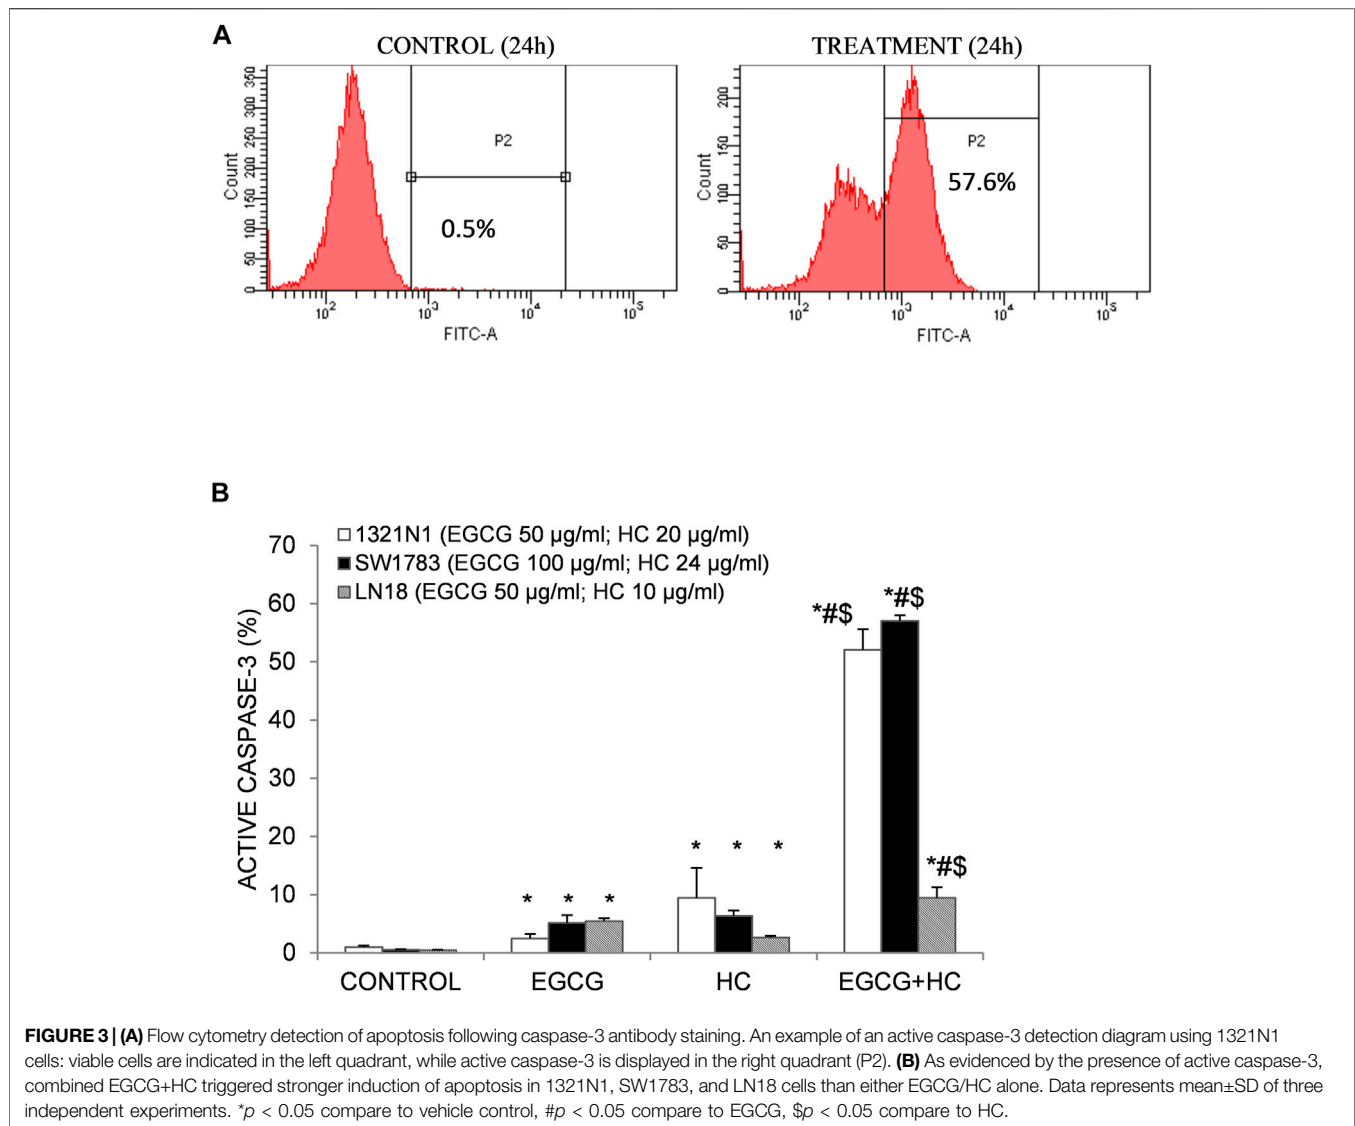 A
CONTROL (24h)
TREATMENT (24h)
350
300
250
200
150
100
50
0
Count
P2
0.5%
10²
10³
10⁴
10⁵
FITC-A
200
150
100
50
0
Count
P2
57.6%
10²
10³
10⁴
10⁵
FITC-A
B
1321N1 (EGCG 50 µg/ml; HC 20 µg/ml)
SW1783 (EGCG 100 µg/ml; HC 24 µg/ml)
LN18 (EGCG 50 µg/ml; HC 10 µg/ml)
ACTIVE CASPASE-3 (%)
70
60
50
40
30
20
10
0
* * *
* * *
*#$
*#$
*#$
CONTROL
EGCG
HC
EGCG+HC
FIGURE 3 | (A) Flow cytometry detection of apoptosis following caspase-3 antibody staining. An example of an active caspase-3 detection diagram using 1321N1
cells: viable cells are indicated in the left quadrant, while active caspase-3 is displayed in the right quadrant (P2). (B) As evidenced by the presence of active caspase-3,
combined EGCG+HC triggered stronger induction of apoptosis in 1321N1, SW1783, and LN18 cells than either EGCG/HC alone. Data represents mean±SD of three
independent experiments. *p < 0.05 compare to vehicle control, #p < 0.05 compare to EGCG, $p < 0.05 compare to HC.